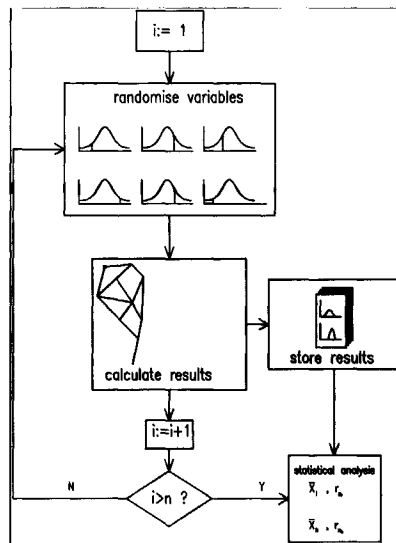 i:= 1
randomise variables
calculate results
store results
i:=i+1
N
i>n ?
Y
statistical analysis